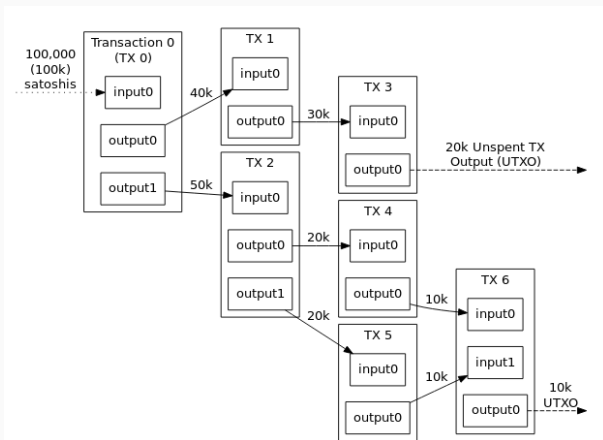 100,000
(100k)
satoshis
Transaction 0
(TX 0)
input0
output0
output1
40k
50k
TX 1
input0
output0
30k
TX 2
input0
output0
output1
20k
20k
TX 3
input0
output0
20k Unspent TX
Output (UTXO)
TX 4
input0
output0
10k
TX 5
input0
output0
10k
TX 6
input0
input1
output0
10k
UTXO